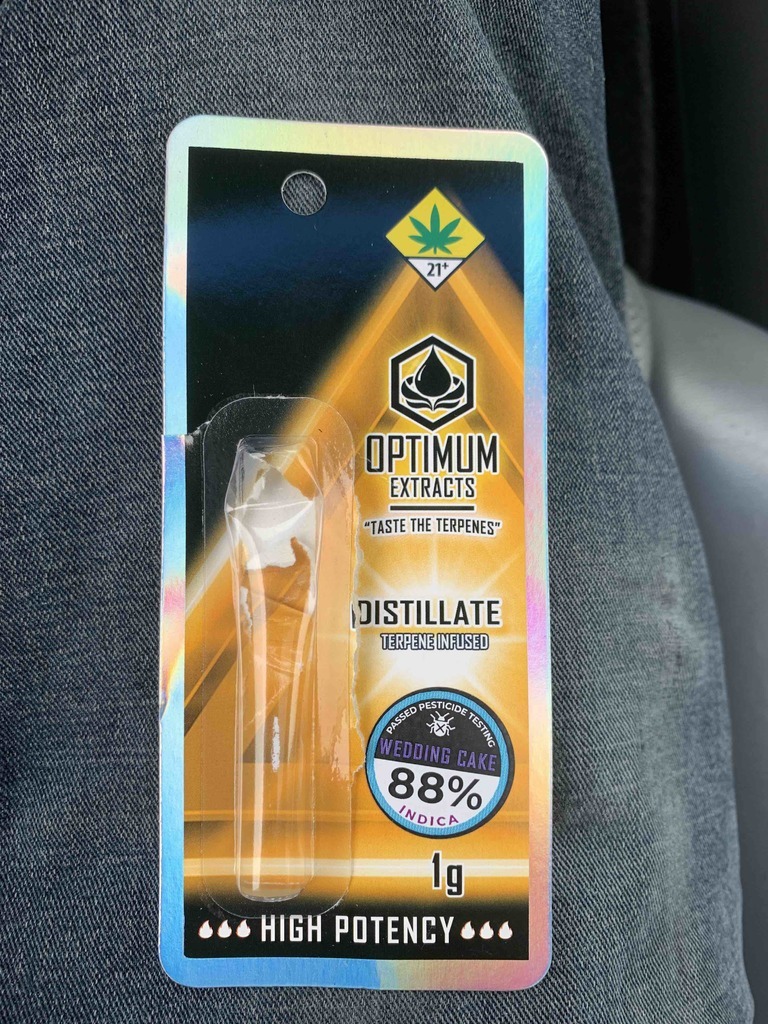 21+
OPTIMUM
EXTRACTS
"TASTE THE TERPENES"
DISTILLATE
TERPENE INFUSED
PASSED PESTICIDE TESTING
WEDDING CAKE
88%
INDICA
1g
HIGH POTENCY